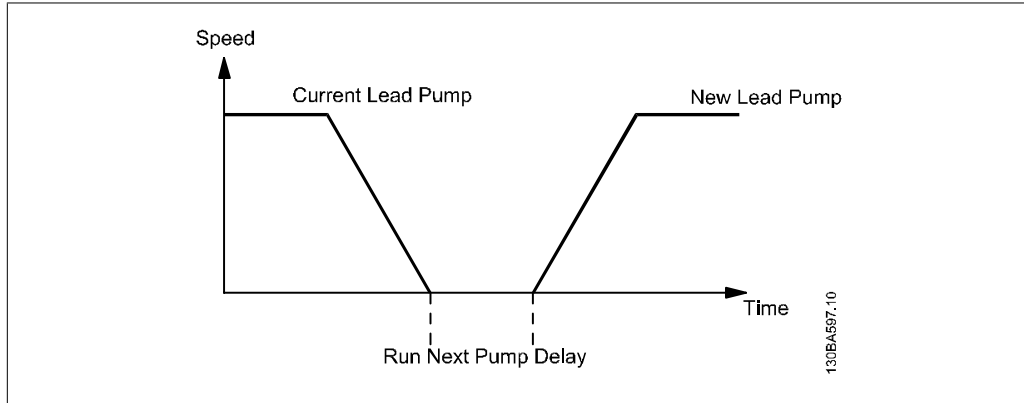 Speed
Current Lead Pump
New Lead Pump
Time
Run Next Pump Delay
130BA597.10